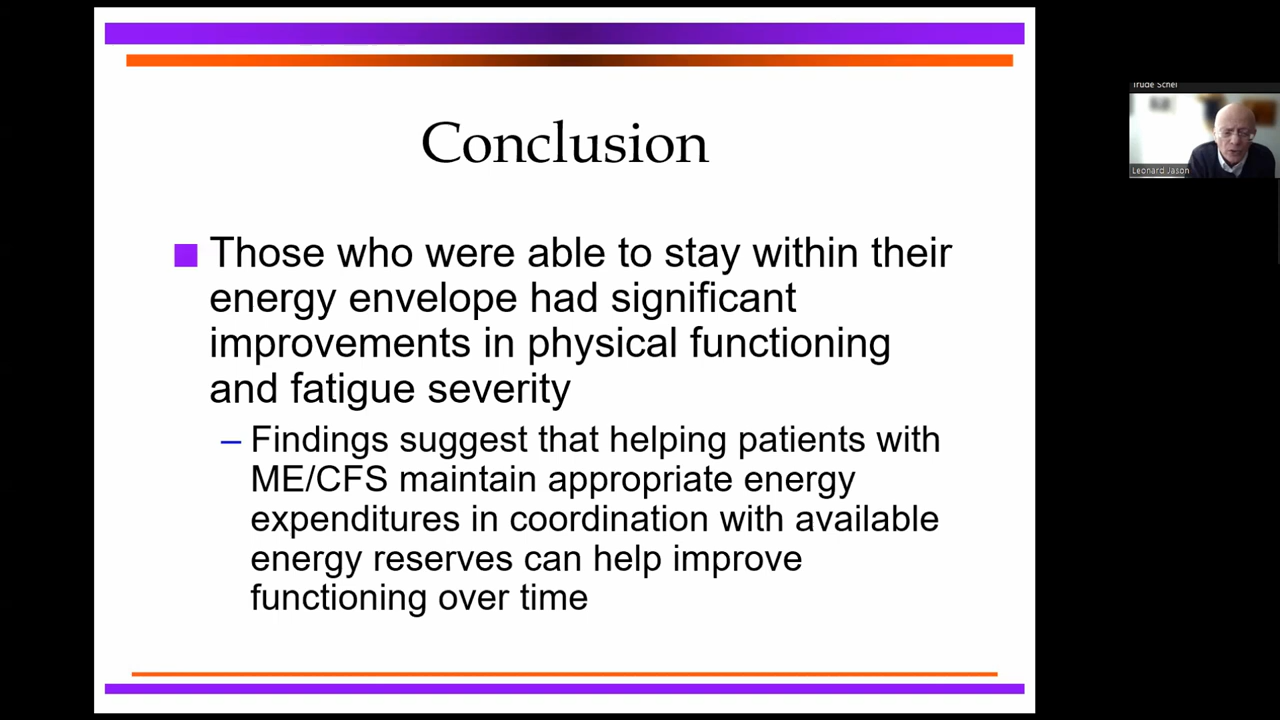 Conclusion
Those who were able to stay within their
energy envelope had significant
improvements in physical functioning
and fatigue severity
– Findings suggest that helping patients with
ME/CFS maintain appropriate energy
expenditures in coordination with available
energy reserves can help improve
functioning over time
Trude Schei
Leonard Jason